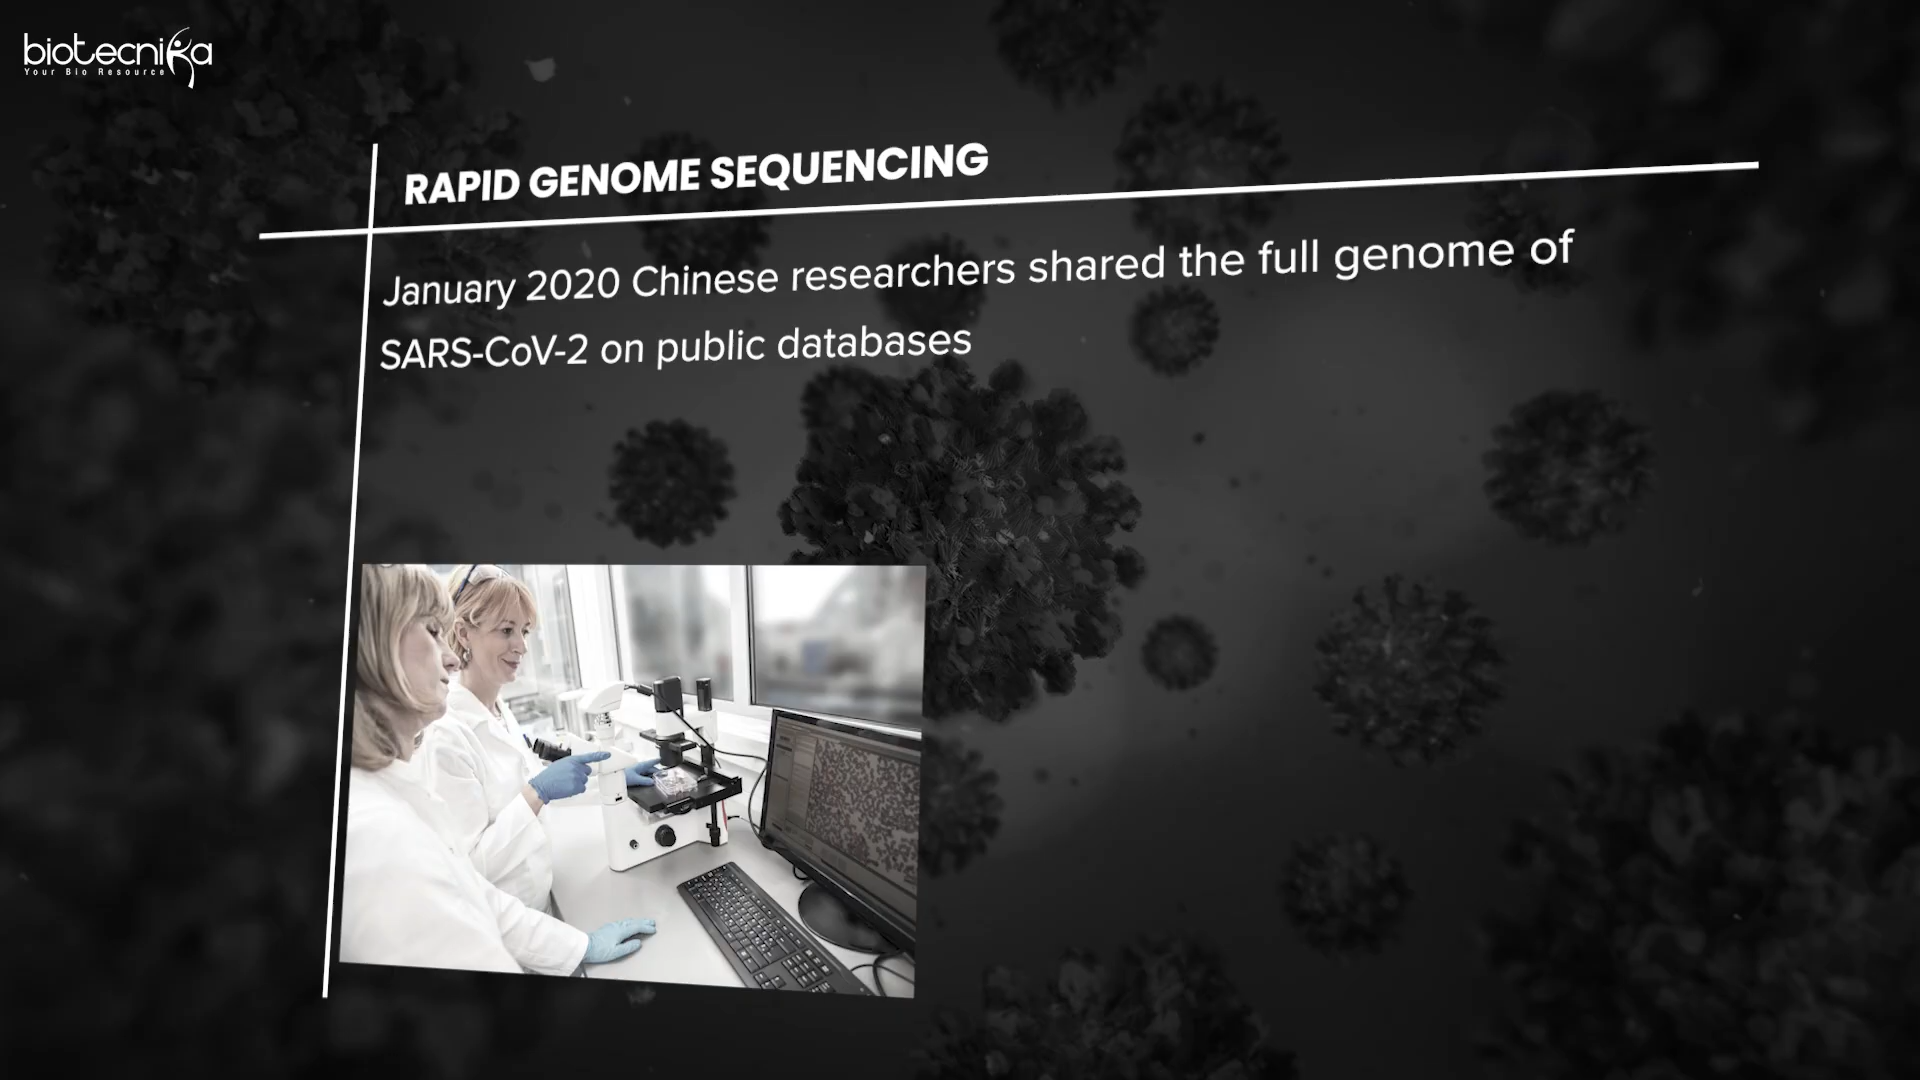 biotecnika
Your Bio Resource
RAPID GENOME SEQUENCING
January 2020 Chinese researchers shared the full genome of
SARS-CoV-2 on public databases